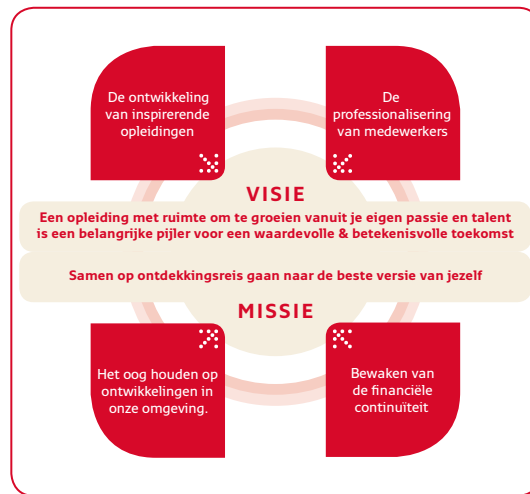 De ontwikkeling
van inspirerende
opleidingen
De
professionalisering
van medewerkers
VISIE
Een opleiding met ruimte om te groeien vanuit je eigen passie en talent
is een belangrijke pijler voor een waardevolle & betekenisvolle toekomst
Samen op ontdekkingsreis gaan naar de beste versie van jezelf
MISSIE
Het oog houden op
ontwikkelingen in
onze omgeving.
Bewaken van
de financiële
continuïteit